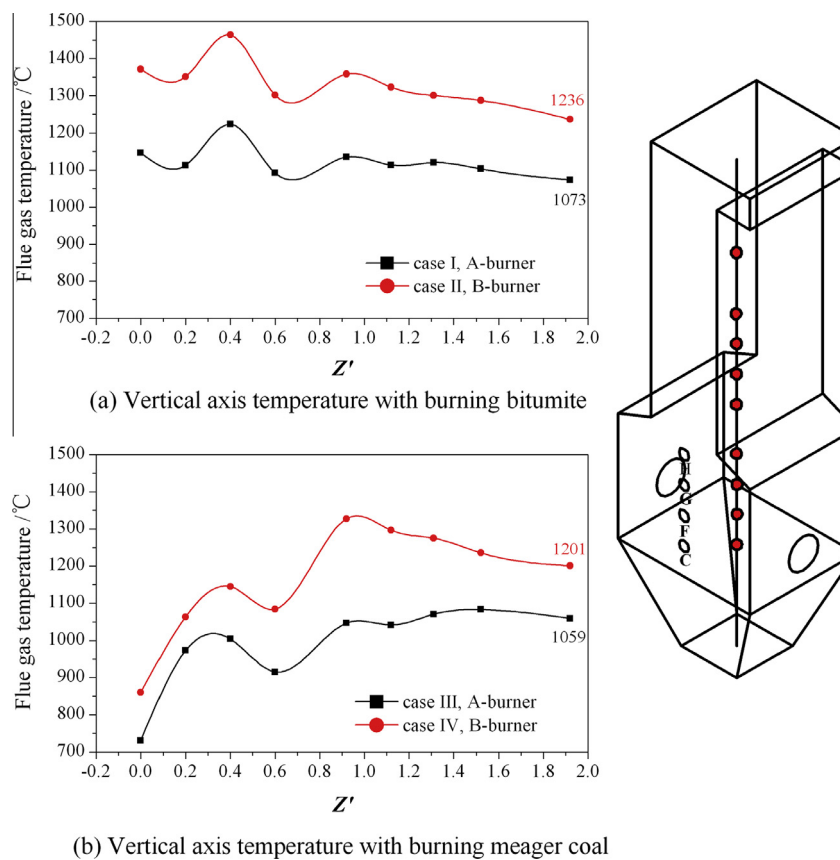 1500
1400
1300
1200
1100
1000
900
800
700
Flue gas temperature /℃
1236
1073
case I, A-burner
case II, B-burner
-0.2 0.0 0.2 0.4 0.6 0.8 1.0 1.2 1.4 1.6 1.8 2.0
Z'
(a) Vertical axis temperature with burning bitumite
1500
1400
1300
1200
1100
1000
900
800
700
Flue gas temperature /℃
1201
1059
case III, A-burner
case IV, B-burner
-0.2 0.0 0.2 0.4 0.6 0.8 1.0 1.2 1.4 1.6 1.8 2.0
Z'
(b) Vertical axis temperature with burning meager coal
H
G
F
C